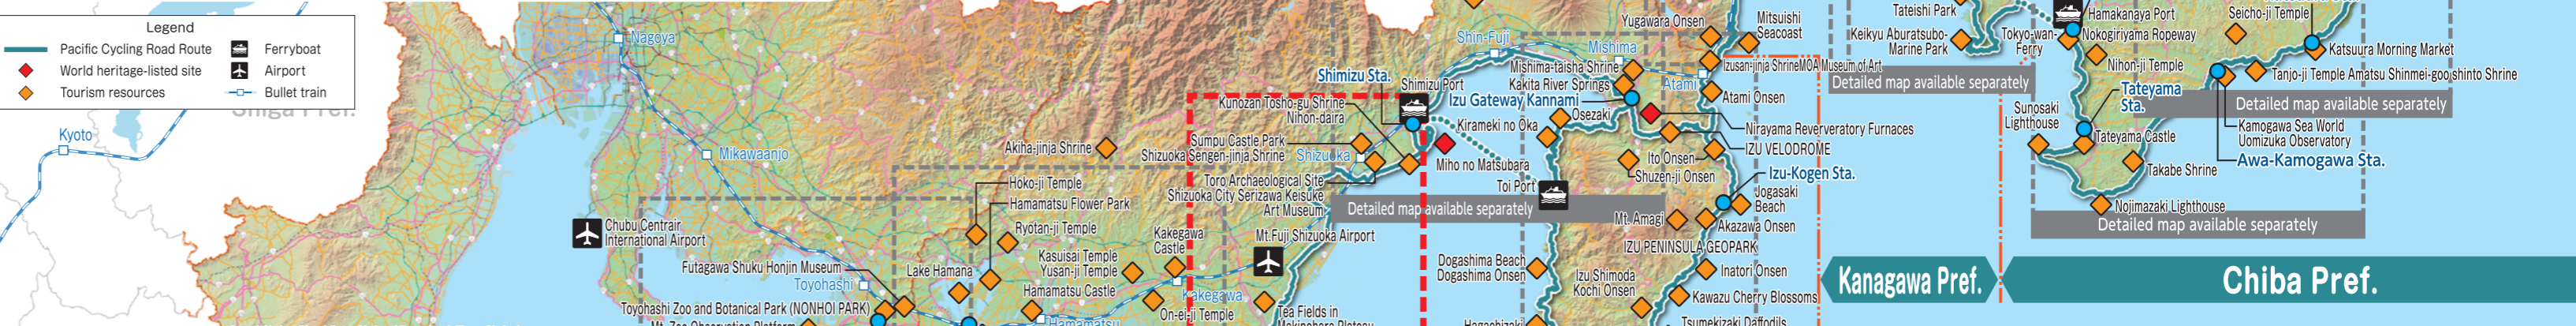 Legend
Pacific Cycling Road Route
World heritage-listed site
Tourism resources
Ferryboat
Airport
Bullet train
Shiga Pref.
Kyoto
Nagoya
Mikawaanjo
Chubu Centrair
International Airport
Toyohashi
Futagawa Shuku Honjin Museum
Toyohashi Zoo and Botanical Park (NONHOI PARK)
Akiha-jinja Shrine
Hoko-ji Temple
Hamamatsu Flower Park
Ryotan-ji Temple
Lake Hamana
Kasuisai Temple
Yusan-ji Temple
Hamamatsu Castle
Hamamatsu
Kakegawa
Castle
Kakegawa
On-ei-ji Temple
Tea Fields in
Mt.Fuji Shizuoka Airport
Shimizu Sta.
Shimizu Port
Kunozan Tosho-gu Shrine
Nihon-daira
Sumpu Castle Park
Shizuoka Sengen-jinja Shrine
Shizuoka
Toro Archaeological Site
Shizuoka City Serizawa Keisuke
Art Museum
Miho no Matsubara
Detailed map available separately
Shin-Fuji
Mishima
Mishima-taisha Shrine
Kakita River Springs
Izu Gateway Kannami
Osezaki
Kirameki no Oka
Toi Port
Yugawara Onsen
Mitsuishi
Seacoast
Izusan-jinja Shrine
MOA Museum of Art
Atami
Atami Onsen
Nirayama Reververatory Furnaces
IZU VELODROME
Ito Onsen
Shuzen-ji Onsen
Izu-Kogen Sta.
Jogasaki
Beach
Mt. Amagi
Akazawa Onsen
IZU PENINSULA GEOPARK
Dogashima Beach
Dogashima Onsen
Izu Shimoda
Kochi Onsen
Inatori Onsen
Kawazu Cherry Blossoms
Tsumekizaki Daffodils
Tateishi Park
Keikyu Aburatsubo-
Marine Park
Detailed map available separately
Tokyo-wan-
Ferry
Hamakanaya Port
Nokogiriyama Ropeway
Nihon-ji Temple
Seicho-ji Temple
Katsuura Morning Market
Tanjo-ji Temple
Amatsu Shinmei-goo shinto Shrine
Tateyama
Sta.
Detailed map available separately
Sunosaki
Lighthouse
Tateyama Castle
Kamogawa Sea World
Uomizuka Observatory
Awa-Kamogawa Sta.
Takabe Shrine
Nojimazaki Lighthouse
Detailed map available separately
Kanagawa Pref.
Chiba Pref.